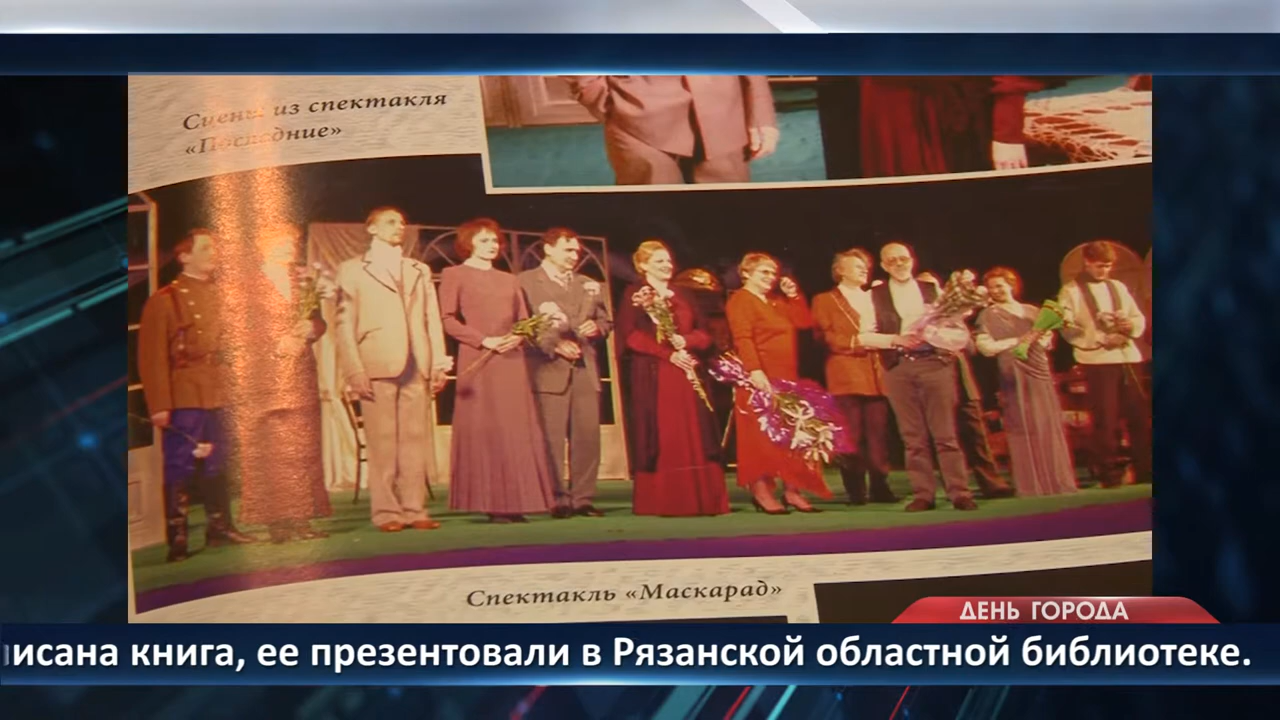 Сцены из спектакля
«Последние»
Спектакль «Маскарад»
ДЕНЬ ГОРОДА
исана книга, ее презентовали в Рязанской областной библиотеке.